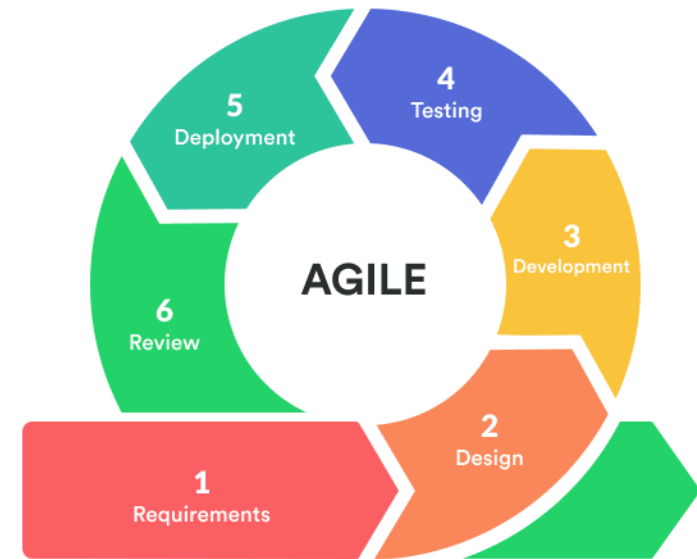 AGILE
1
Requirements
2
Design
3
Development
4
Testing
5
Deployment
6
Review